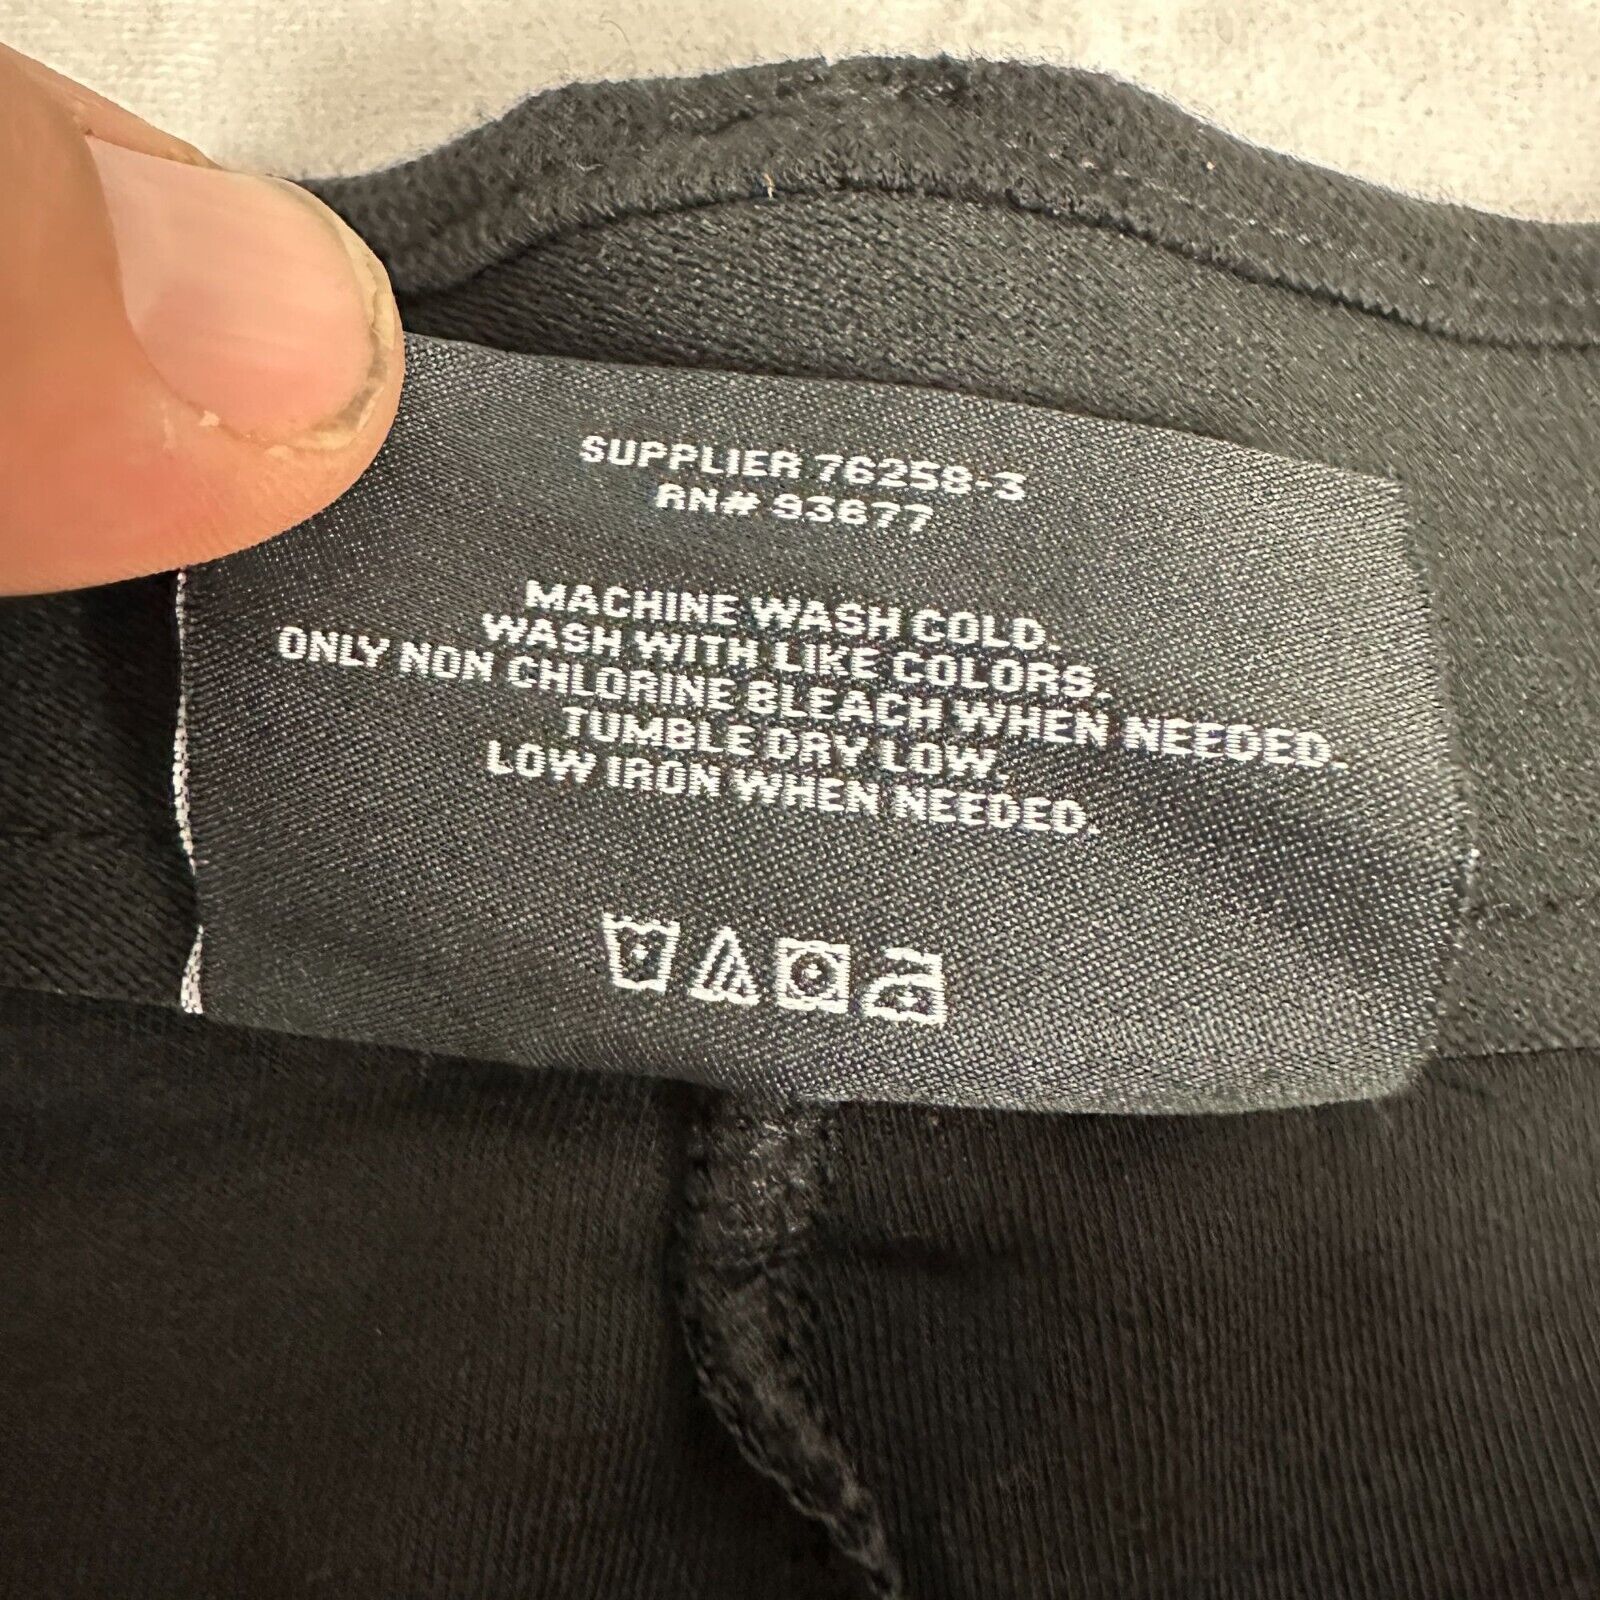 SUPPLIER 76258-3
RN# 93677
MACHINE WASH COLD.
WASH WITH LIKE COLORS.
ONLY NON CHLORINE BLEACH WHEN NEEDED.
TUMBLE DRY LOW.
LOW IRON WHEN NEEDED.